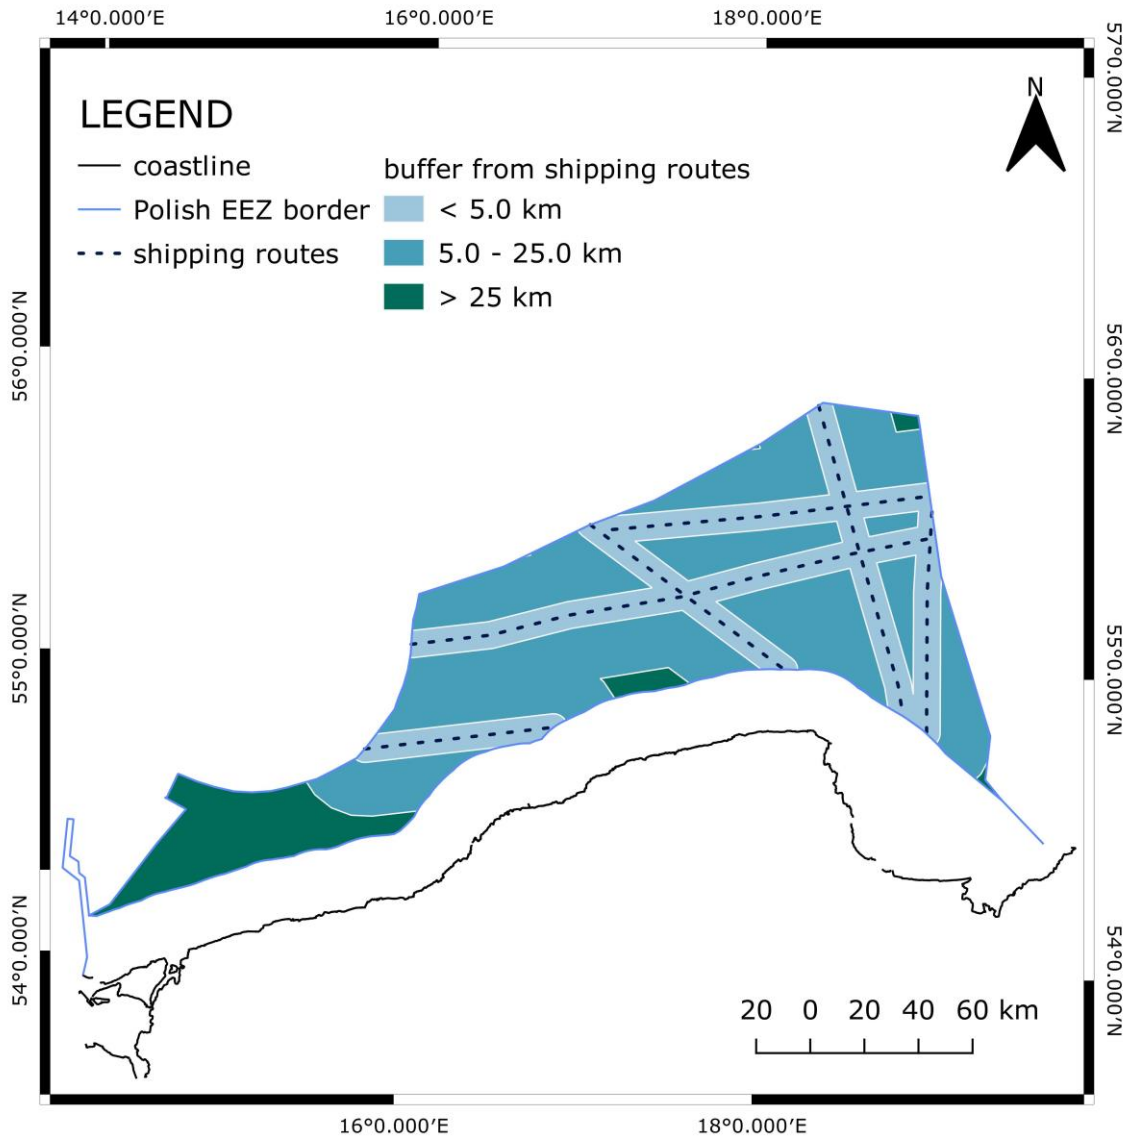 14°0.000′E 16°0.000′E 18°0.000′E
57°0.000′N
N
LEGEND
coastline
Polish EEZ border
shipping routes
buffer from shipping routes
< 5.0 km
5.0 - 25.0 km
> 25 km
56°0.000′N
56°0.000′N
55°0.000′N
55°0.000′N
54°0.000′N
54°0.000′N
20 0 20 40 60 km
16°0.000′E 18°0.000′E